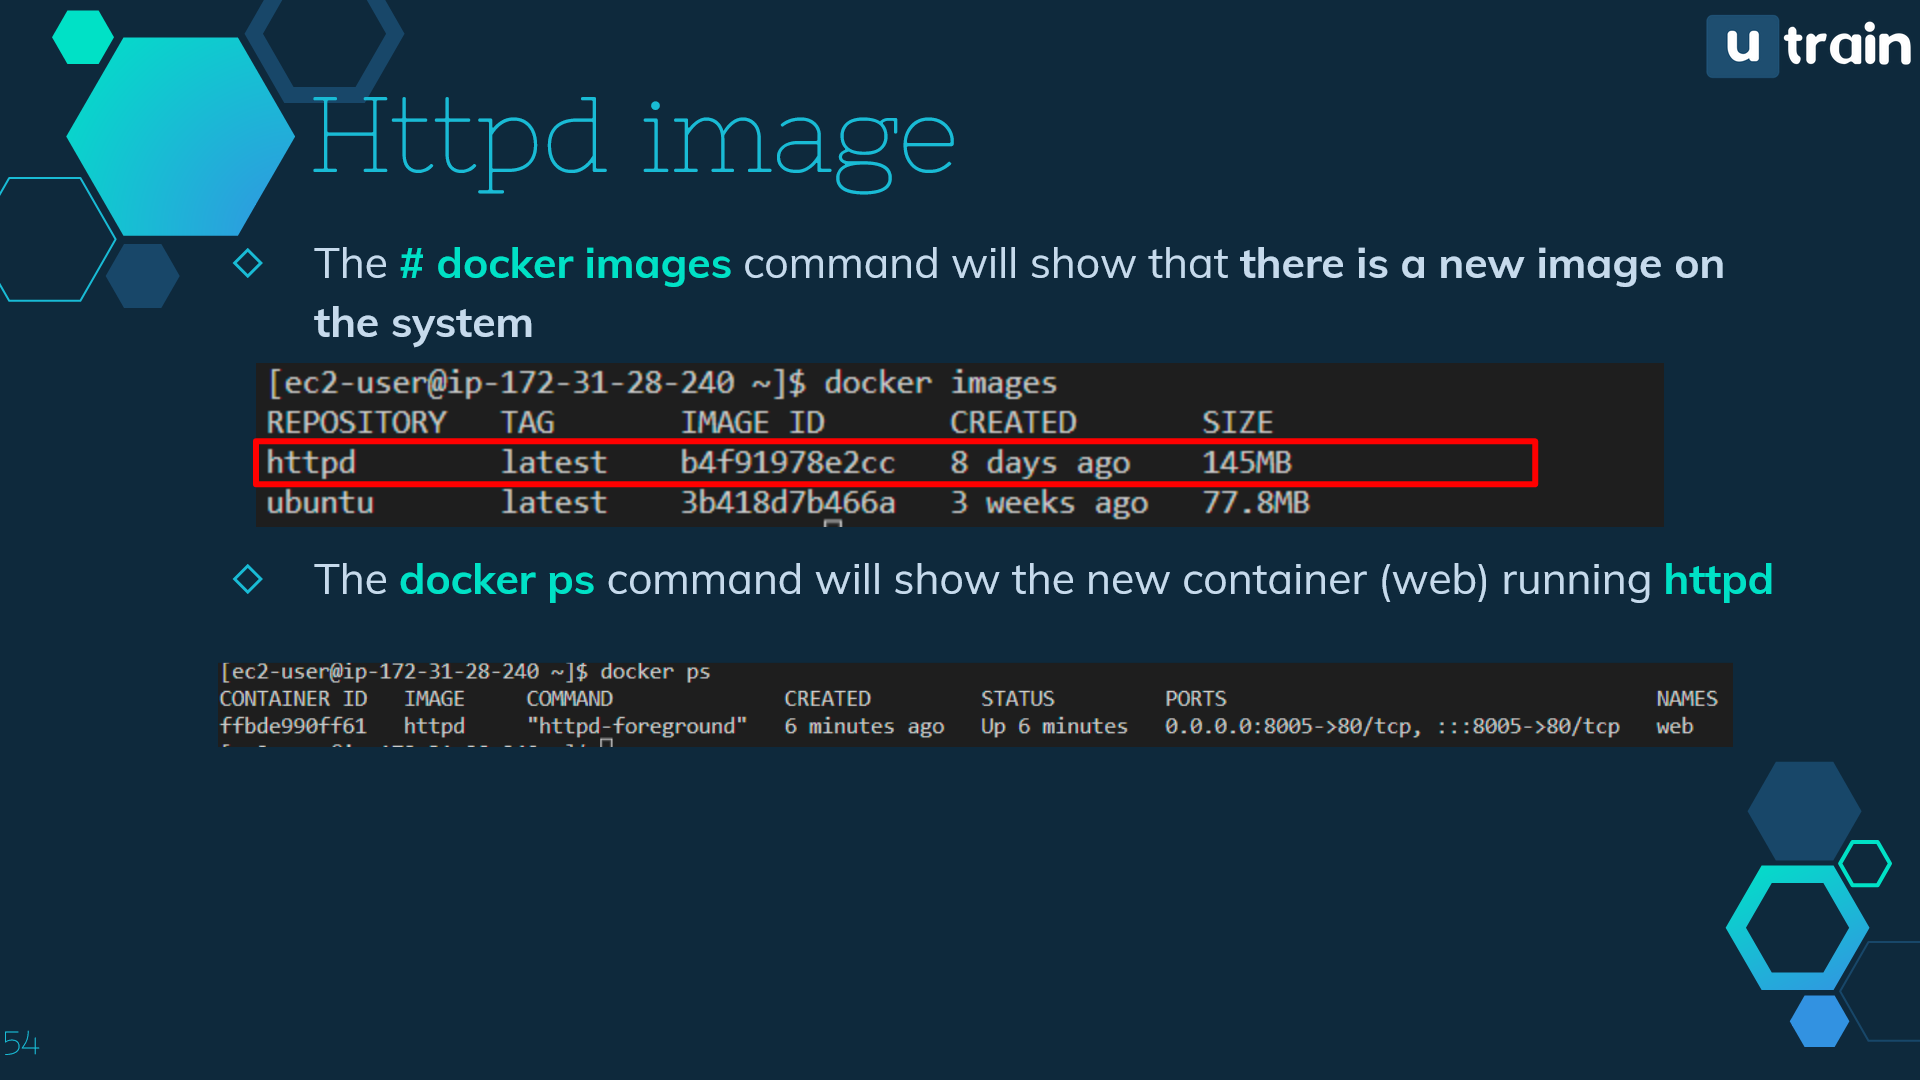 u train
Httpd image
The # docker images command will show that there is a new image on
the system
[ec2-user@ip-172-31-28-240 ~]$ docker images
REPOSITORY TAG IMAGE ID CREATED SIZE
httpd latest b4f91978e2cc 8 days ago 145MB
ubuntu latest 3b418d7b466a 3 weeks ago 77.8MB
The docker ps command will show the new container (web) running httpd
[ec2-user@ip-172-31-28-240 ~]$ docker ps
CONTAINER ID IMAGE COMMAND CREATED STATUS PORTS NAMES
ffbde990ff61 httpd "httpd-foreground" 6 minutes ago Up 6 minutes 0.0.0.0:8005->80/tcp, :::8005->80/tcp web
54